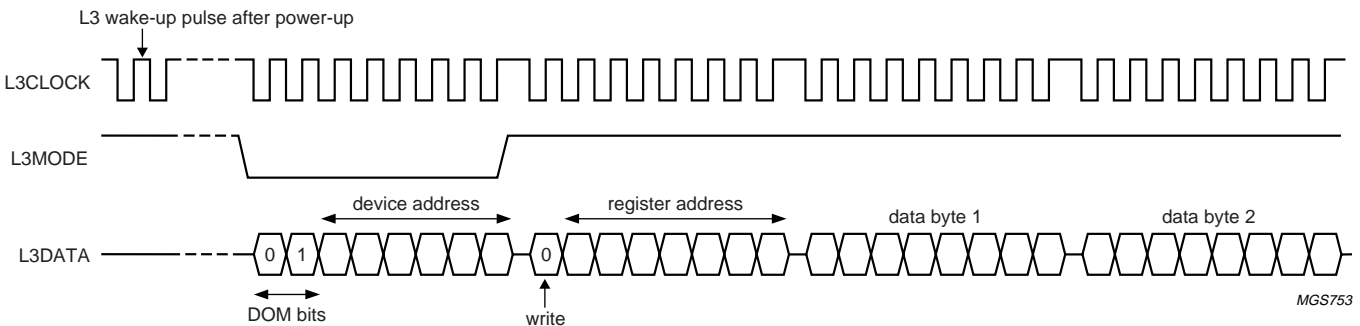 L3 wake-up pulse after power-up
L3CLOCK
L3MODE
device address
register address
data byte 1
data byte 2
L3DATA
0
1
0
DOM bits
write
MGS753